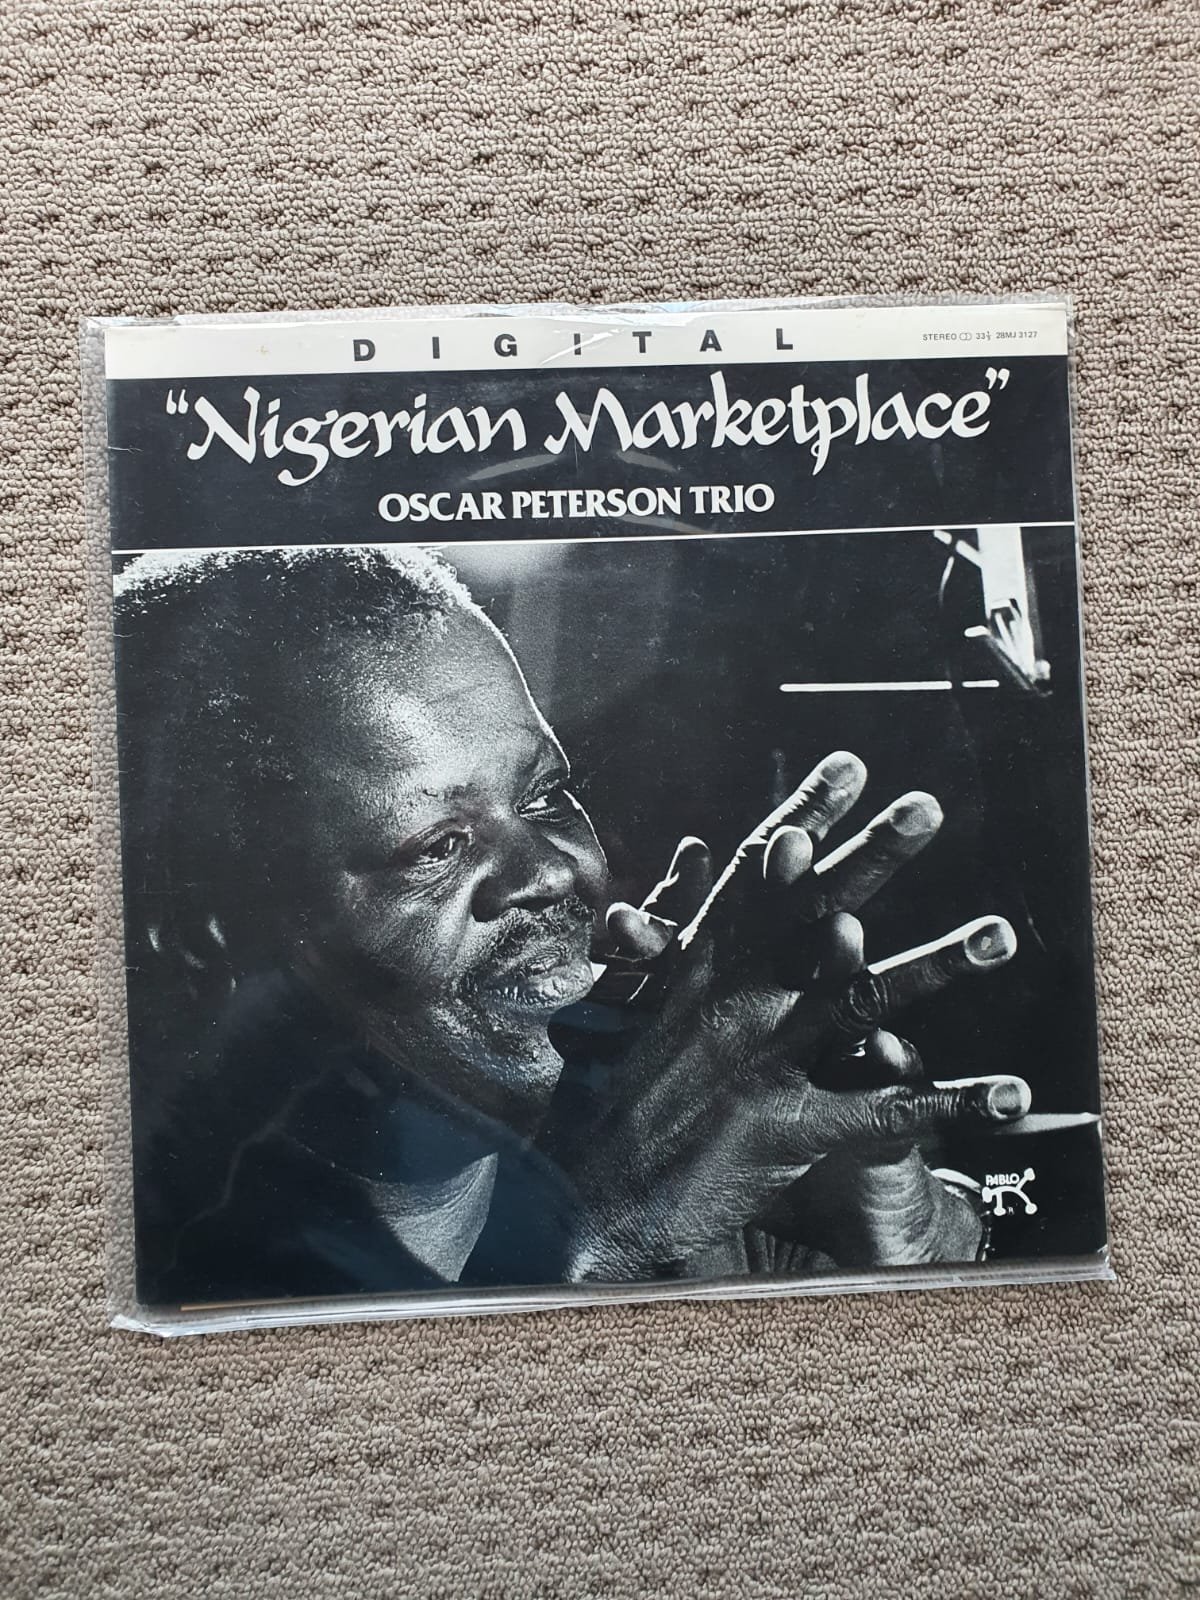 DIGITAL
STEREO 33⅓ 28MJ 3127
"Nigerian Marketplace"
OSCAR PETERSON TRIO
PABLO